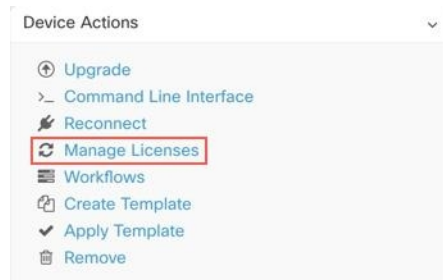 Device Actions
Upgrade
Command Line Interface
Reconnect
Manage Licenses
Workflows
Create Template
Apply Template
Remove